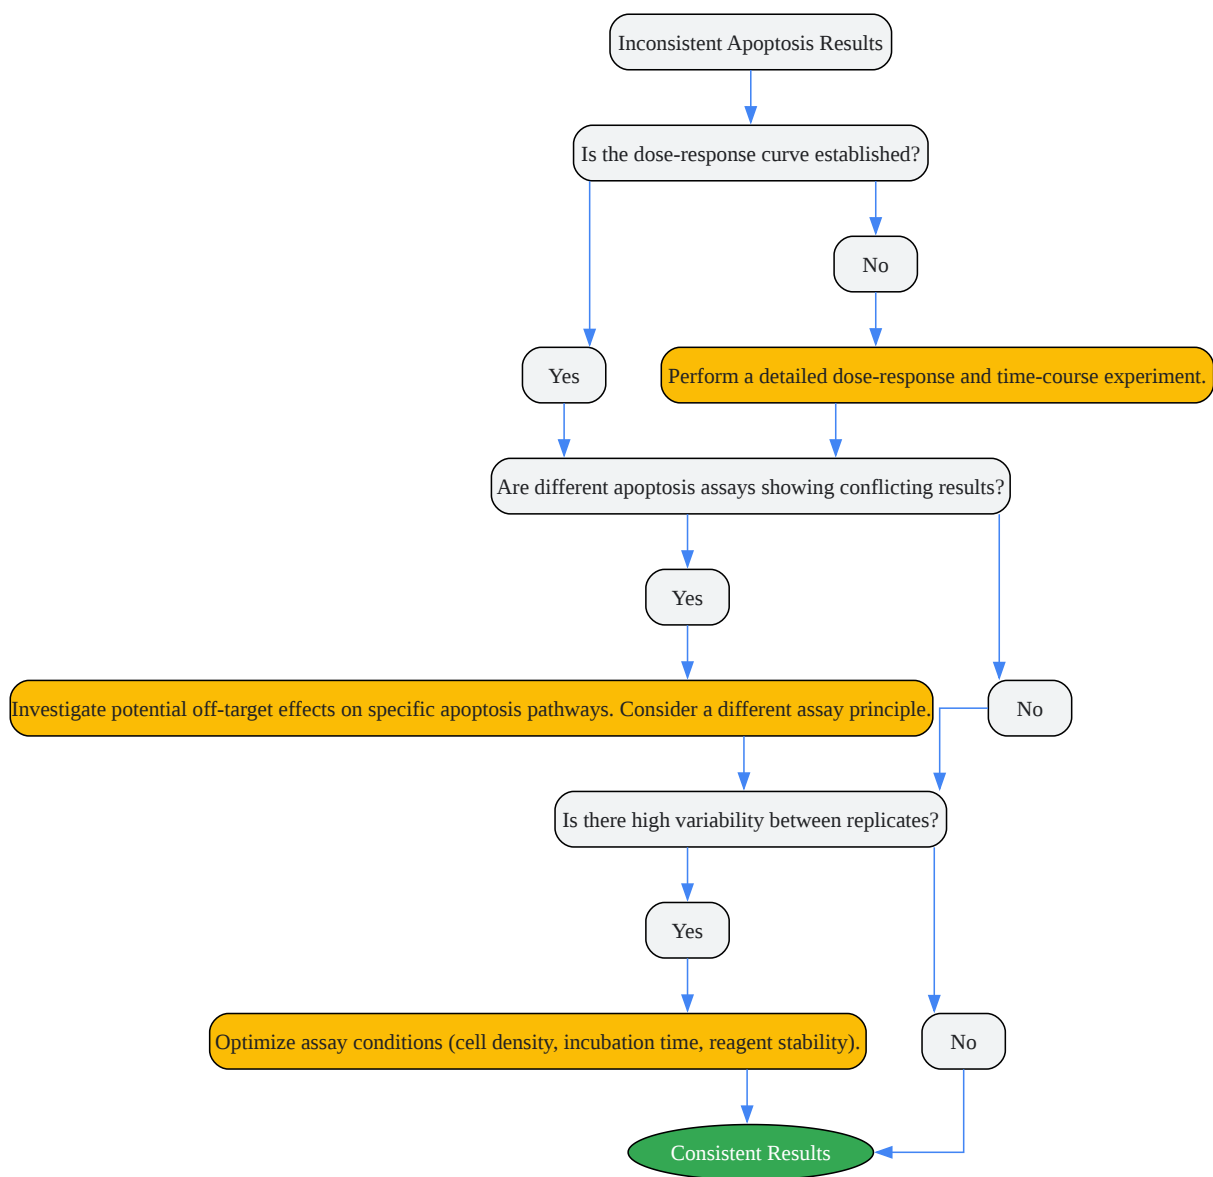 Inconsistent Apoptosis Results
Is the dose-response curve established?
No
Yes
Perform a detailed dose-response and time-course experiment.
Are different apoptosis assays showing conflicting results?
Yes
Investigate potential off-target effects on specific apoptosis pathways. Consider a different assay principle.
No
Is there high variability between replicates?
Yes
Optimize assay conditions (cell density, incubation time, reagent stability).
No
Consistent Results